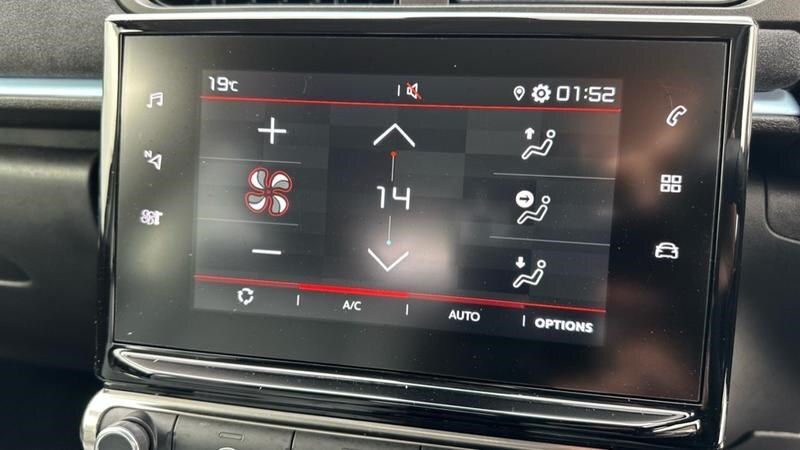 19°C
01:52
14
A/C
AUTO
OPTIONS
N